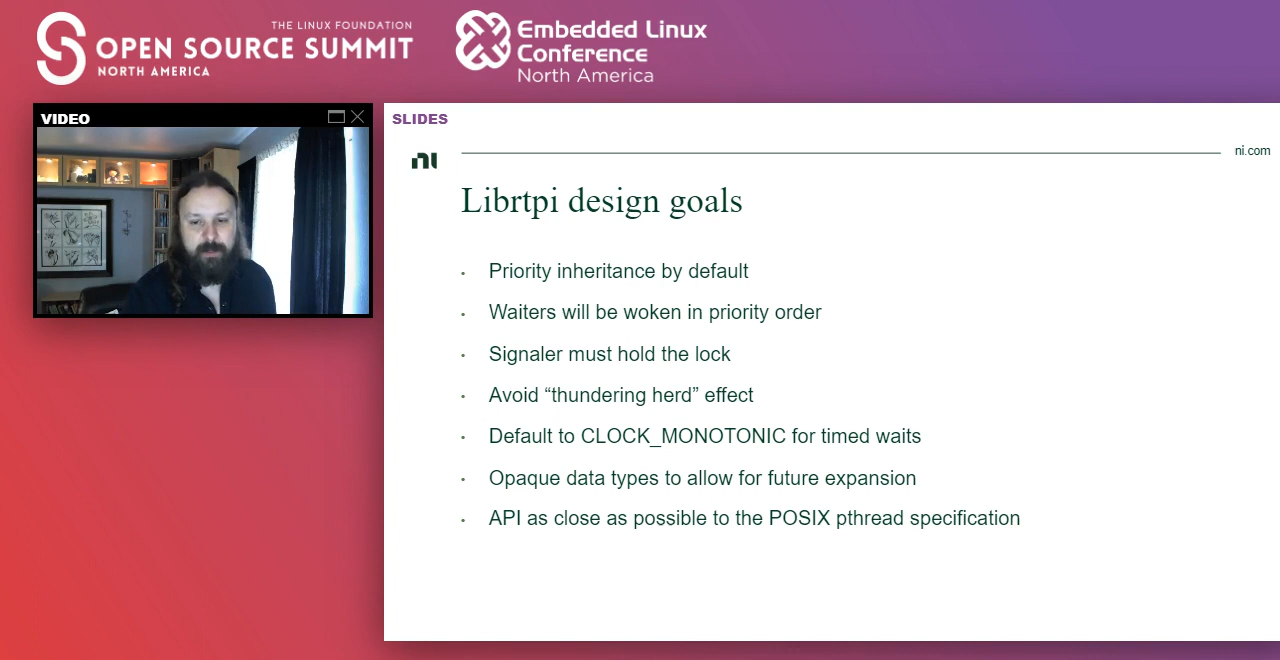 THE LINUX FOUNDATION
OPEN SOURCE SUMMIT
NORTH AMERICA
Embedded Linux
Conference
North America
VIDEO
SLIDES
ni
ni.com
Librtpi design goals
• Priority inheritance by default
• Waiters will be woken in priority order
• Signaler must hold the lock
• Avoid “thundering herd” effect
• Default to CLOCK_MONOTONIC for timed waits
• Opaque data types to allow for future expansion
• API as close as possible to the POSIX pthread specification